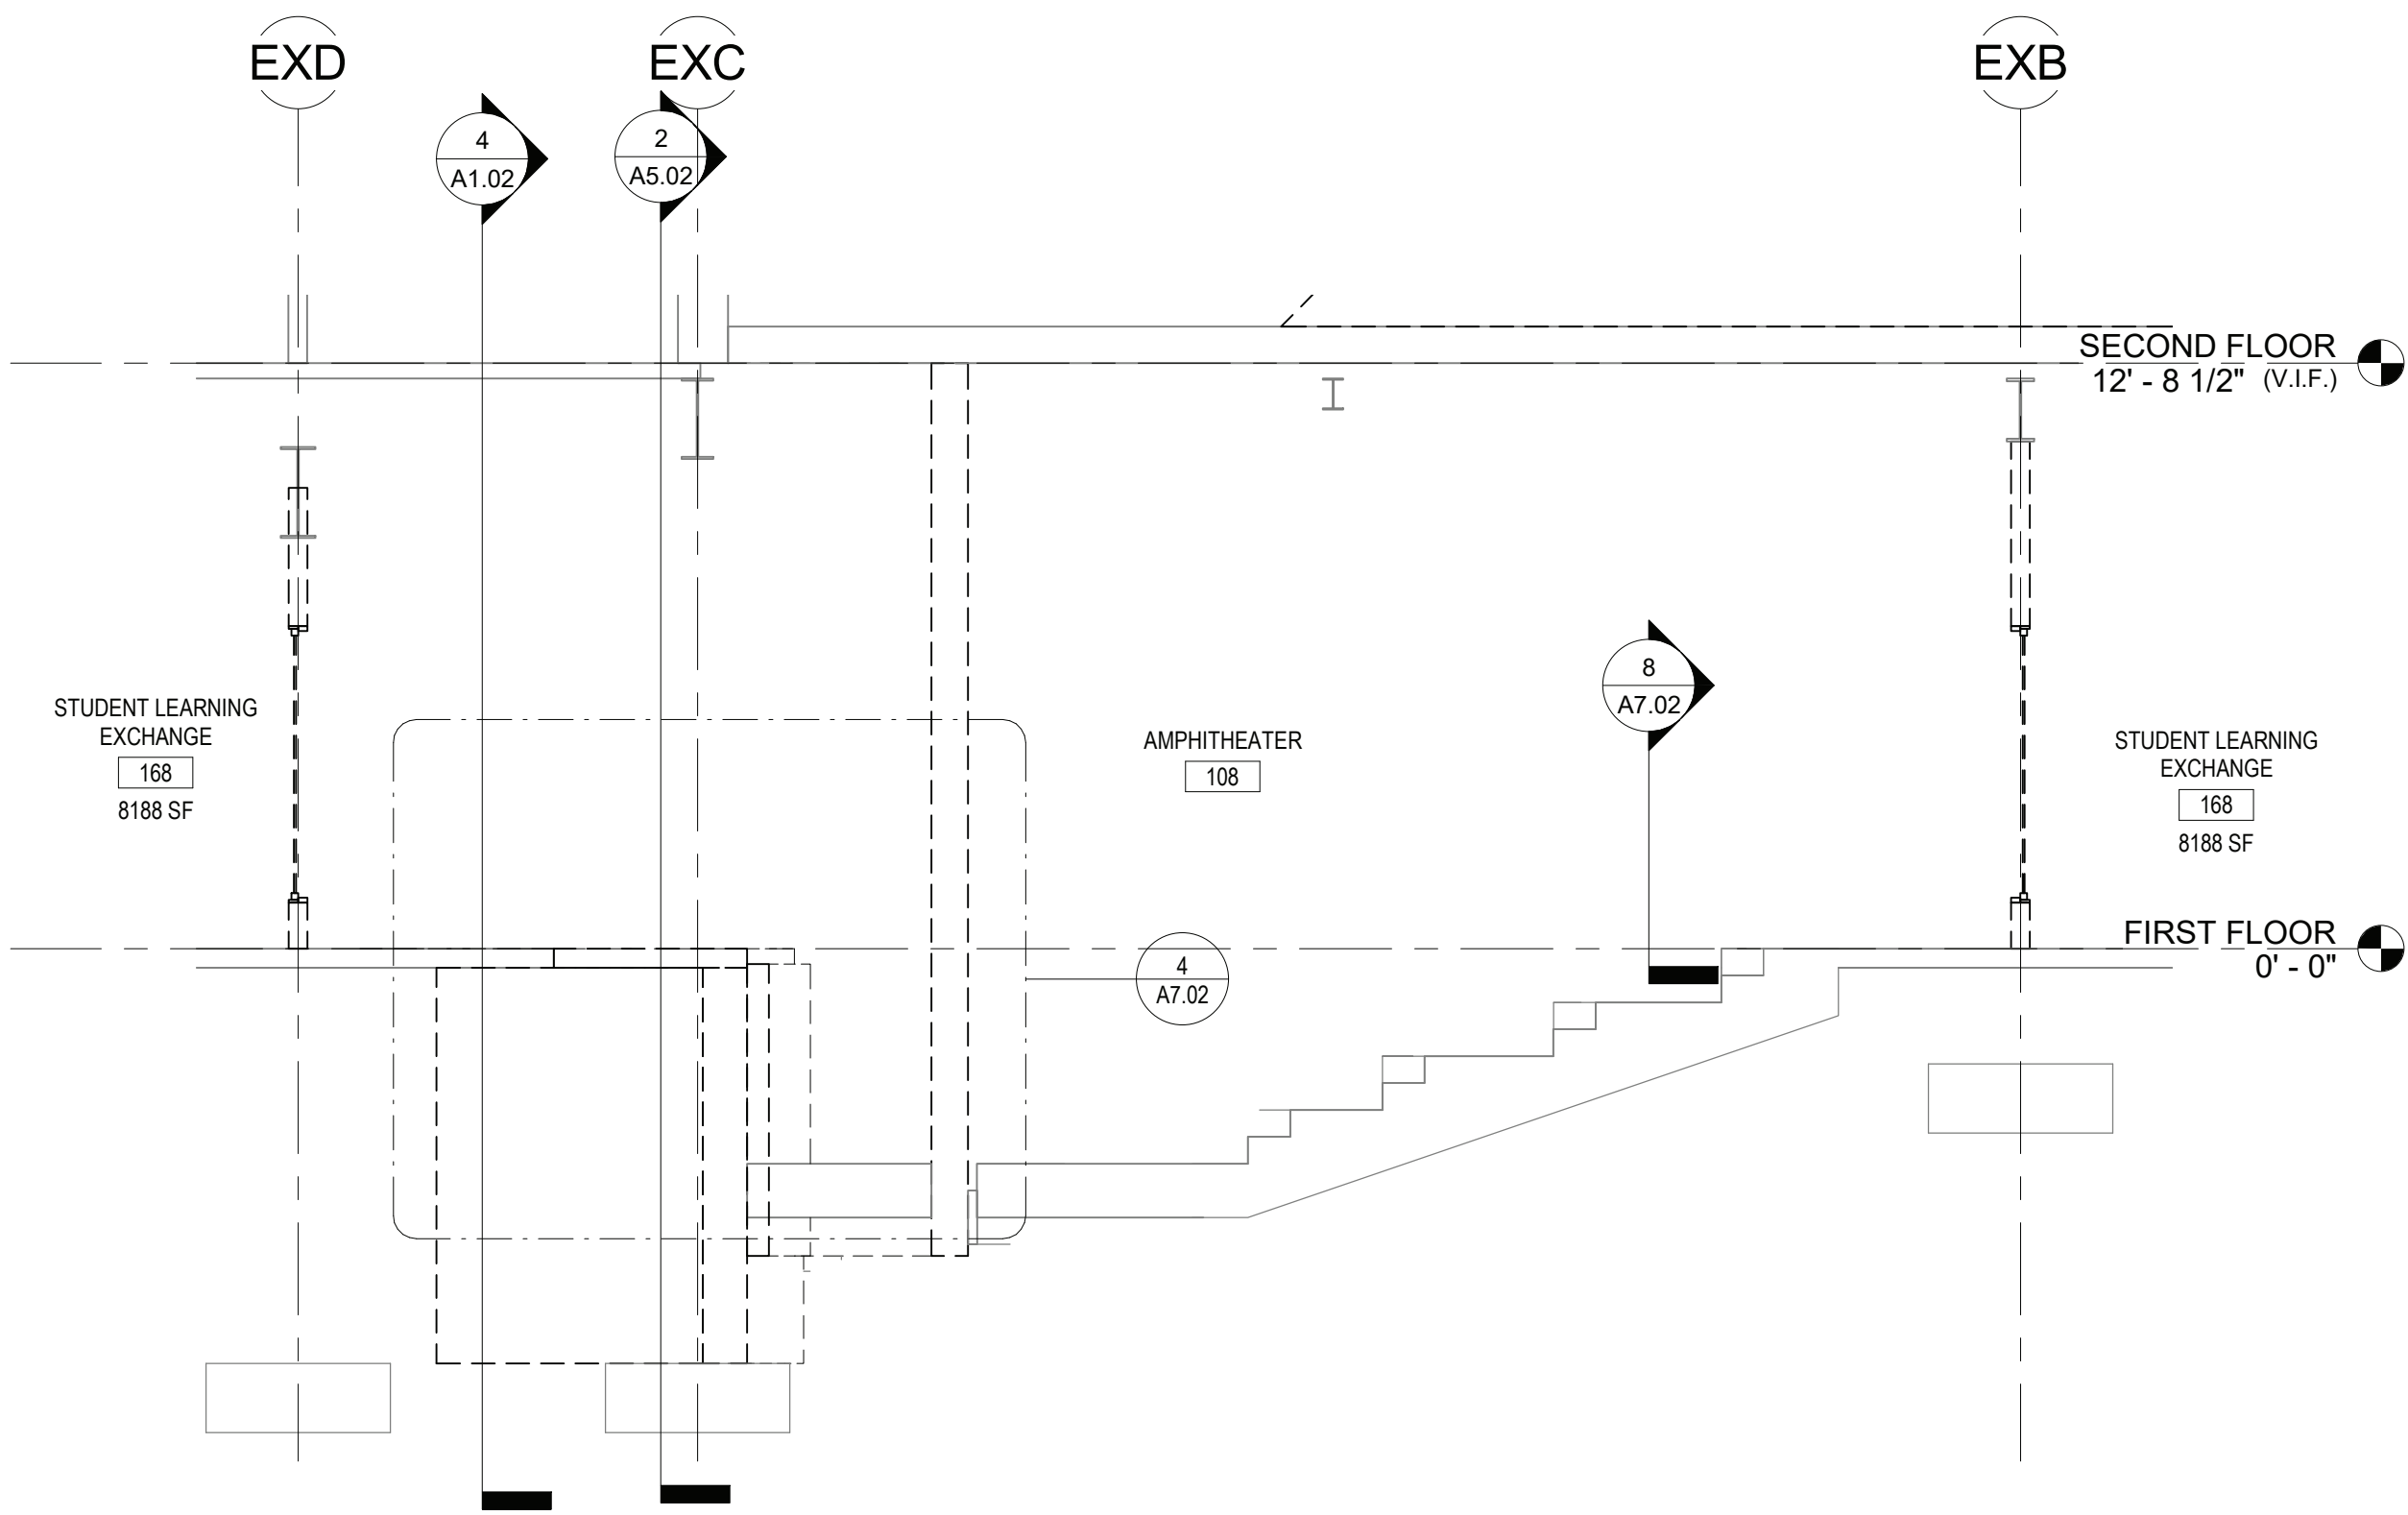 EXD
EXC
EXB
4
A1.02
2
A5.02
SECOND FLOOR
12' - 8 1/2" (V.I.F.)
8
A7.02
STUDENT LEARNING
EXCHANGE
168
8188 SF
AMPHITHEATER
108
STUDENT LEARNING
EXCHANGE
168
8188 SF
FIRST FLOOR
0' - 0"
4
A7.02